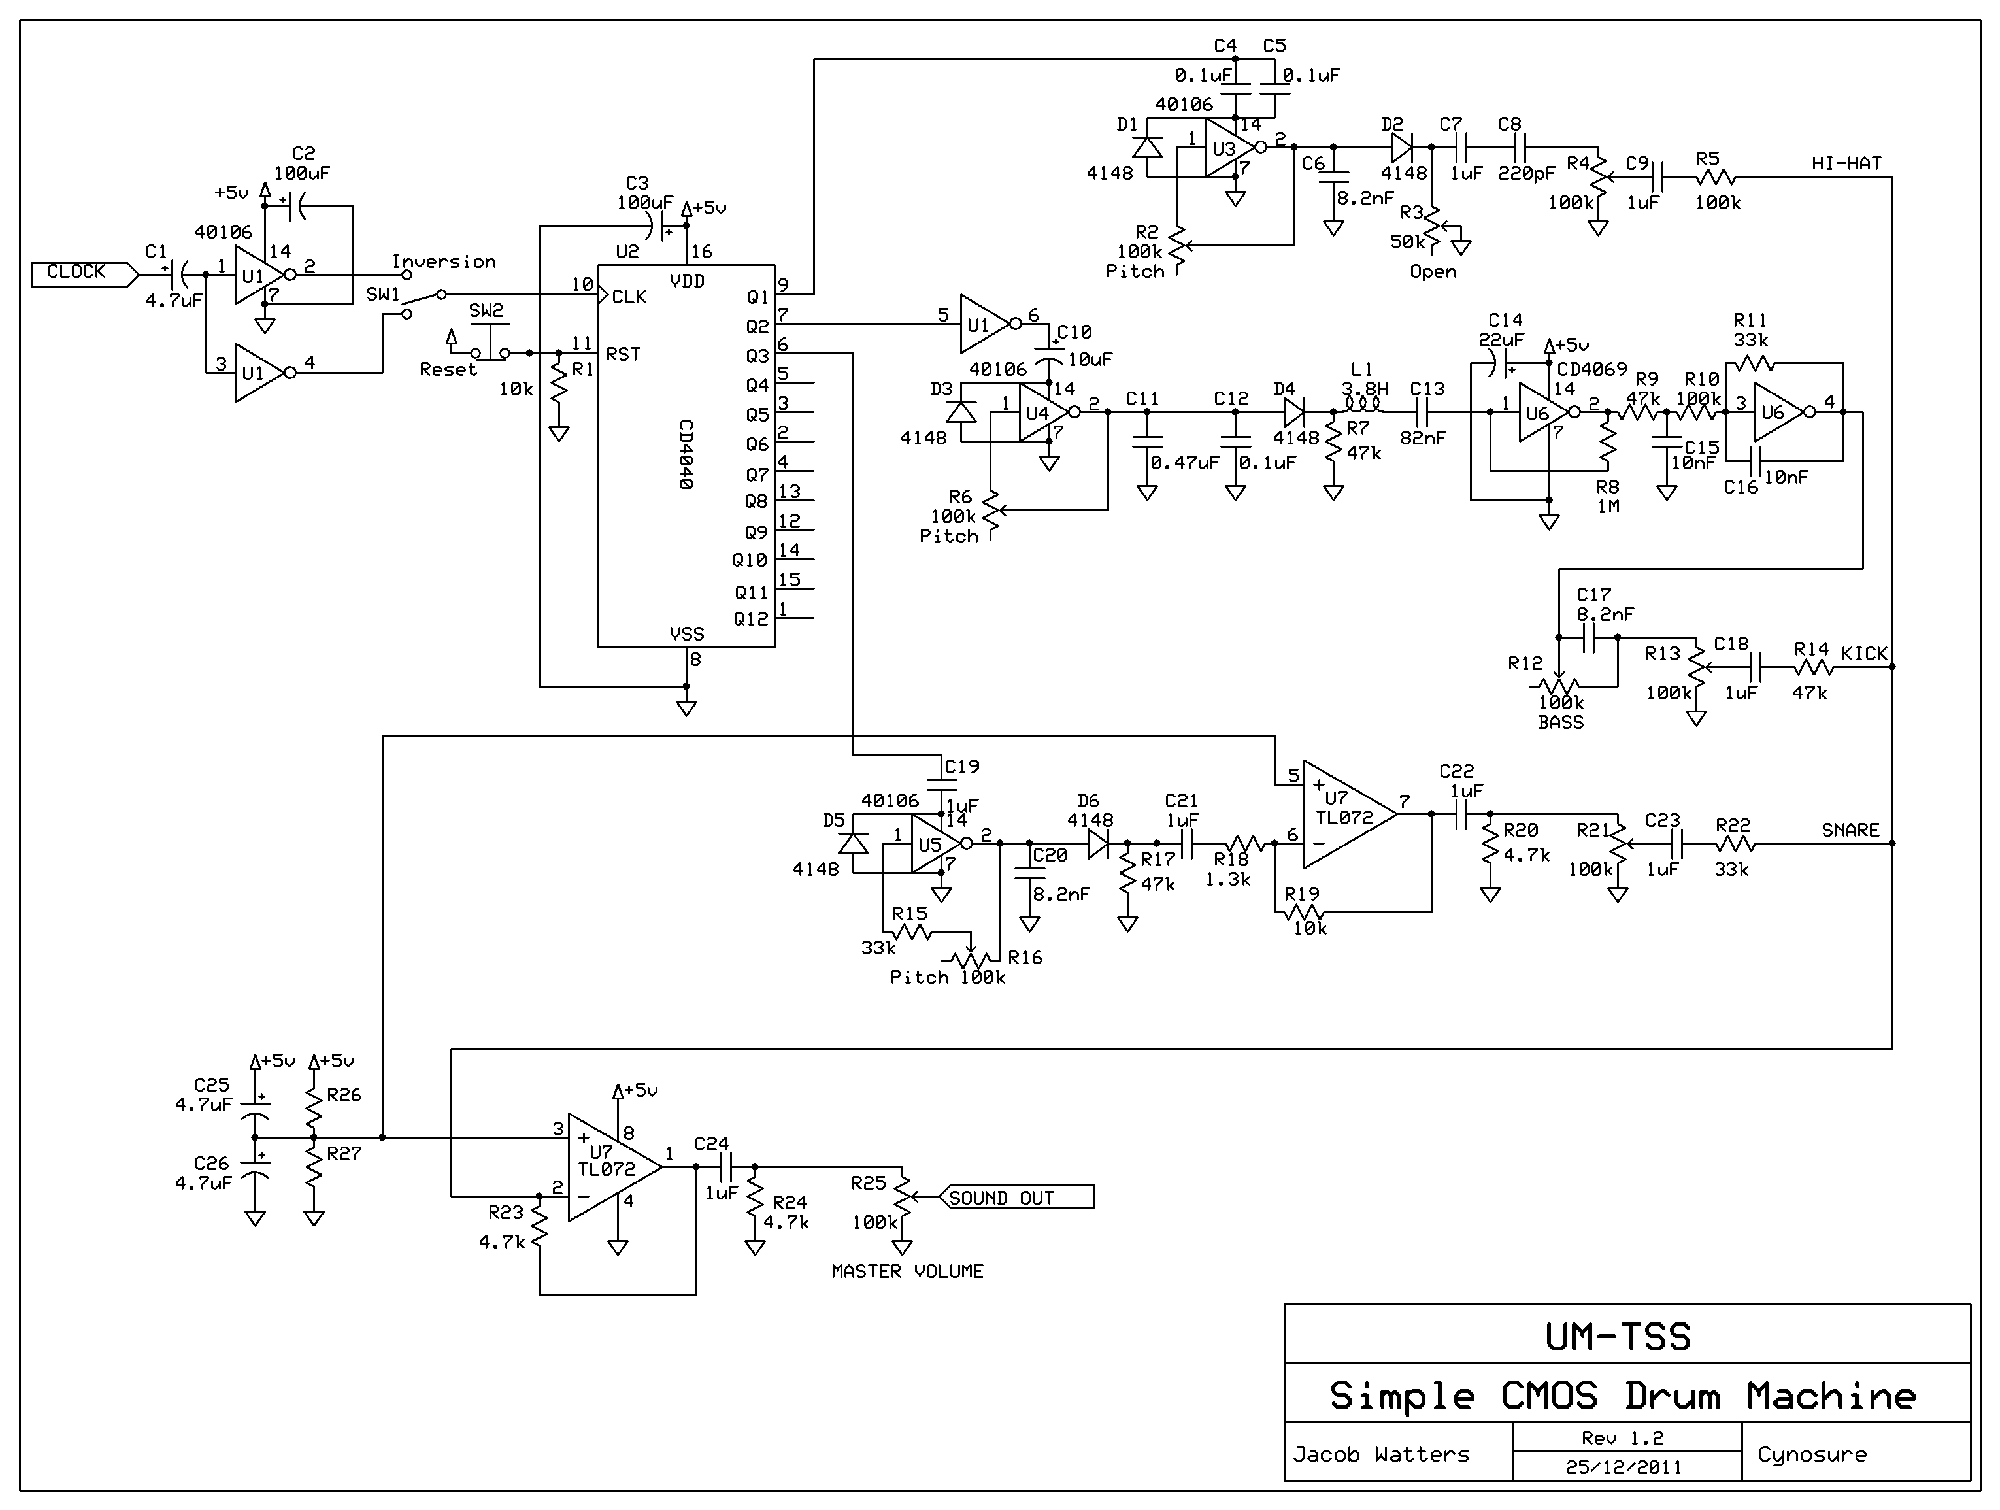 C4 C5
0.1uF 0.1uF
40106
D1 14 D2 C7 C8
1 U3 2
4148 7 C6 4148 1uF 220pF R4 C9 R5 HI-HAT
8.2nF 100k 1uF 100k
R3
50k
Open
R2
100k
Pitch
C2
100uF
+5v
40106
C1 14
CLOCK + 1 U1 2 Inversion
4.7uF 7
SW1
3 U1 4
C3
100uF +5v
+
U2 16
VDD
10 CLK
SW2
11 RST
Reset
10k R1
CD4040
Q1 9
Q2 7
Q3 6
Q4 5
Q5 3
Q6 2
Q7 4
Q8 13
Q9 12
Q10 14
Q11 15
Q12 1
VSS
8
5 U1 6
C10
+
10uF
40106
D3 14
1 U4 2 C11 C12 D4 L1
3.8H
C13
4148 7 4148 R7 82nF
0.47uF 0.1uF 47k
R6
100k
Pitch
C14
22uF
+
+5v
CD4069
14
1 U6 2
7
R9 R10
47k 100k
R8
1M
C15
10nF
R11
33k
3 U6 4
C16 10nF
C17
8.2nF
R12
100k
BASS
R13 C18 R14 KICK
100k 1uF 47k
C19
1uF
40106
D5 14
1 U5 2
4148 7
C20
8.2nF
R15
33k
R16
Pitch 100k
D6
4148
R17
47k
C21
1uF
R18
1.3k
5 +
U7
TL072 7
6 -
R19
10k
C22
1uF
R20
4.7k
R21 C23 R22 SNARE
100k 1uF 33k
+5v +5v
C25 + R26
4.7uF
C26 + R27
4.7uF
+5v
3 + 8
U7
TL072 1
2 - 4
R23
4.7k
C24
1uF
R24
4.7k
R25 SOUND OUT
100k
MASTER VOLUME
UM-TSS
Simple CMOS Drum Machine
Jacob Watters
Rev 1.2
25/12/2011
Cynosure